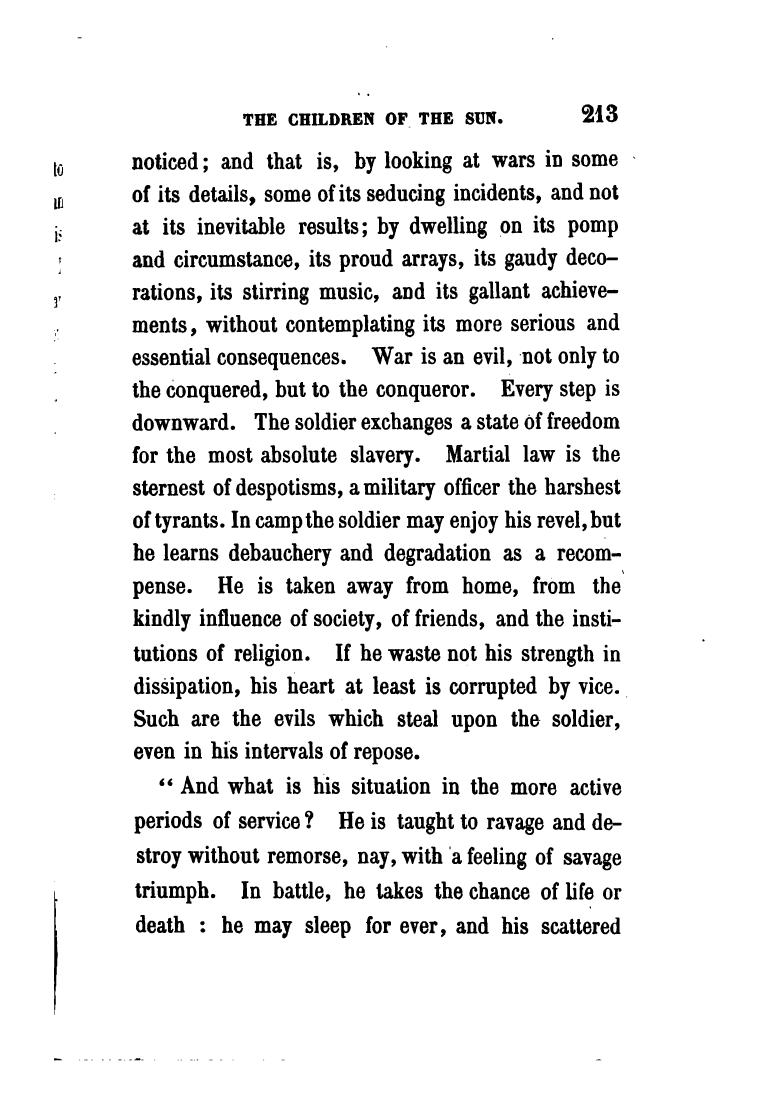 THE CHILDREN OF THE SUN. 213
noticed; and that is, by looking at wars in some
of its details, some of its seducing incidents, and not
at its inevitable results; by dwelling on its pomp
and circumstance, its proud arrays, its gaudy deco-
rations, its stirring music, and its gallant achieve-
ments, without contemplating its more serious and
essential consequences. War is an evil, not only to
the conquered, but to the conqueror. Every step is
downward. The soldier exchanges a state of freedom
for the most absolute slavery. Martial law is the
sternest of despotisms, a military officer the harshest
of tyrants. In camp the soldier may enjoy his revel, but
he learns debauchery and degradation as a recom-
pense. He is taken away from home, from the
kindly influence of society, of friends, and the insti-
tutions of religion. If he waste not his strength in
dissipation, his heart at least is corrupted by vice.
Such are the evils which steal upon the soldier,
even in his intervals of repose.
“ And what is his situation in the more active
periods of service? He is taught to ravage and de-
stroy without remorse, nay, with a feeling of savage
triumph. In battle, he takes the chance of life or
death : he may sleep for ever, and his scattered